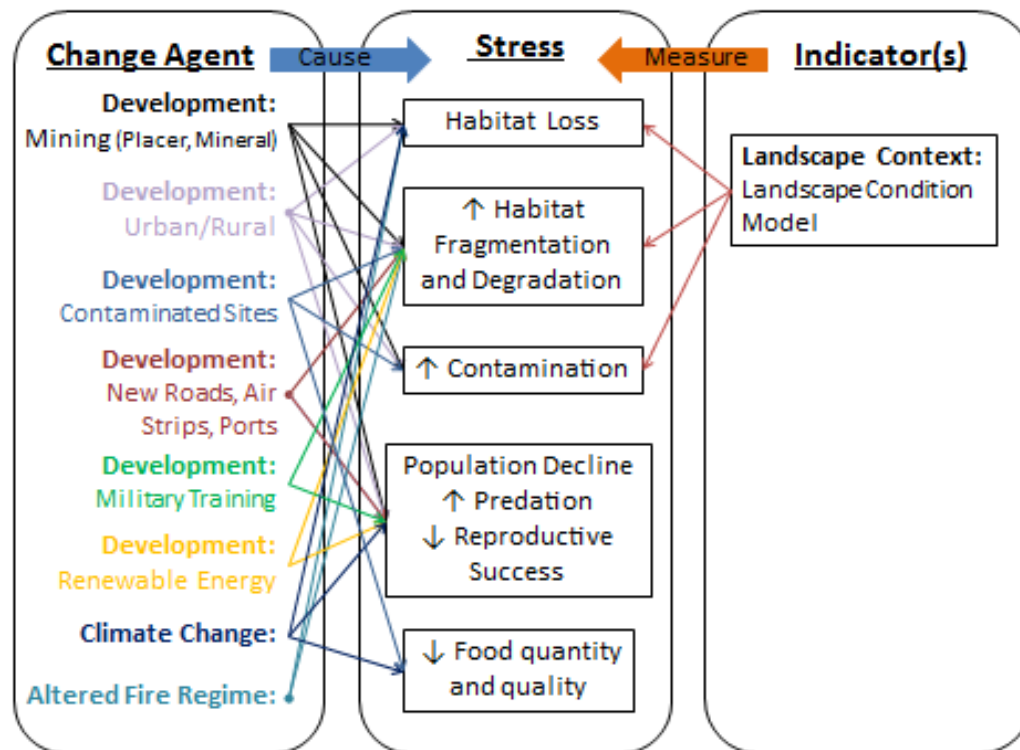 Change Agent
Cause
Stress
Measure
Indicator(s)
Development:
Mining (Placer, Mineral)
Development:
Urban/Rural
Development:
Contaminated Sites
Development:
New Roads, Air
Strips, Ports
Development:
Military Training
Development:
Renewable Energy
Climate Change:
Altered Fire Regime:
Habitat Loss
↑ Habitat
Fragmentation
and Degradation
↑ Contamination
Population Decline
↑ Predation
↓ Reproductive
Success
↓ Food quantity
and quality
Landscape Context:
Landscape Condition
Model